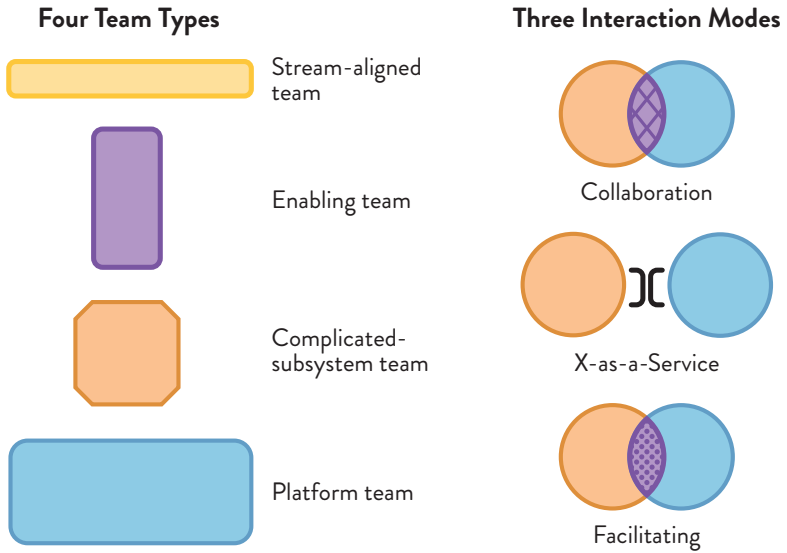 Four Team Types
Stream-aligned
team
Enabling team
Complicated-
subsystem team
Platform team
Three Interaction Modes
Collaboration
X-as-a-Service
Facilitating